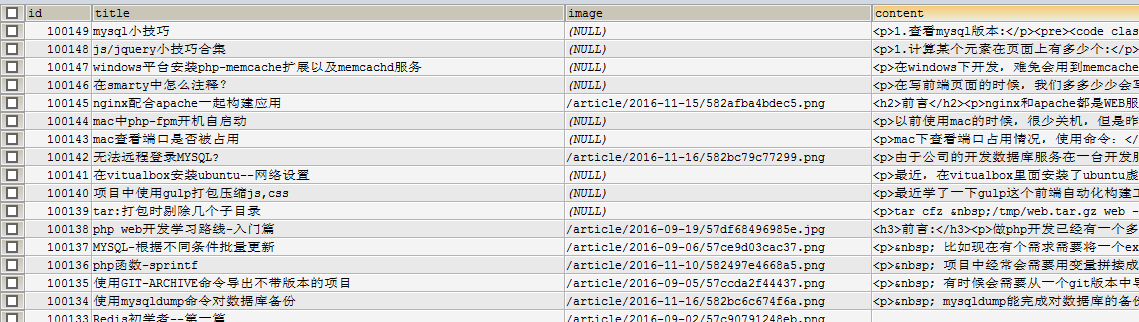 id title image content
100149 mysql小技巧 (NULL) <p>1.查看mysql版本:</p><pre><code clas
100148 js/jquery小技巧合集 (NULL) <p>1.计算某个元素在页面上有多少个:</p>
100147 windows平台安装php-memcache扩展以及memcachd服务 (NULL) <p>在windows下开发,难免会用到memcache
100146 在smarty中怎么注释? (NULL) <p>在写前端页面的时候,我们多多少少会写
100145 nginx配合apache一起构建应用 /article/2016-11-15/582afba4bdec5.png <h2>前言</h2><p>nginx和apache都是WEB服
100144 mac中php-fpm开机自启动 (NULL) <p>以前使用mac的时候,很少关机,但是昨
100143 mac查看端口是否被占用 (NULL) <p>mac下查看端口占用情况,使用命令: </
100142 无法远程登录MYSQL? /article/2016-11-16/582bc79c77299.png <p>由于公司的开发数据库服务在一台开发服
100141 在vitualbox安装ubuntu--网络设置 (NULL) <p>最近,在vitualbox里面安装了ubuntu虚
100140 项目中使用gulp打包压缩js,css (NULL) <p>最近学了一下gulp这个前端自动化构建工
100139 tar:打包时剔除几个子目录 (NULL) <p>tar cfz &nbsp;/tmp/web.tar.gz web -
100138 php web开发学习路线-入门篇 /article/2016-09-19/57df68496985e.jpg <h3>前言:</h3><p>做php开发已经有一个多
100137 MYSQL-根据不同条件批量更新 /article/2016-09-06/57ce9d03cac37.png <p>&nbsp; 比如现在有个需求需要将一个ex
100136 php函数-sprintf /article/2016-11-10/582497e4668a5.png <p>&nbsp; 项目中经常会需要用变量拼接成
100135 使用GIT-ARCHIVE命令导出不带版本的项目 /article/2016-09-05/57ccda2f44437.png <p>&nbsp; 有时候会需要从一个git版本中导
100134 使用mysqldump命令对数据库备份 /article/2016-11-16/582bc6c674f6a.png <p>&nbsp; mysqldump能完成对数据库的备份
100133 Redis初学者--第一篇 /article/2016-09-02/57c90791248eb.png